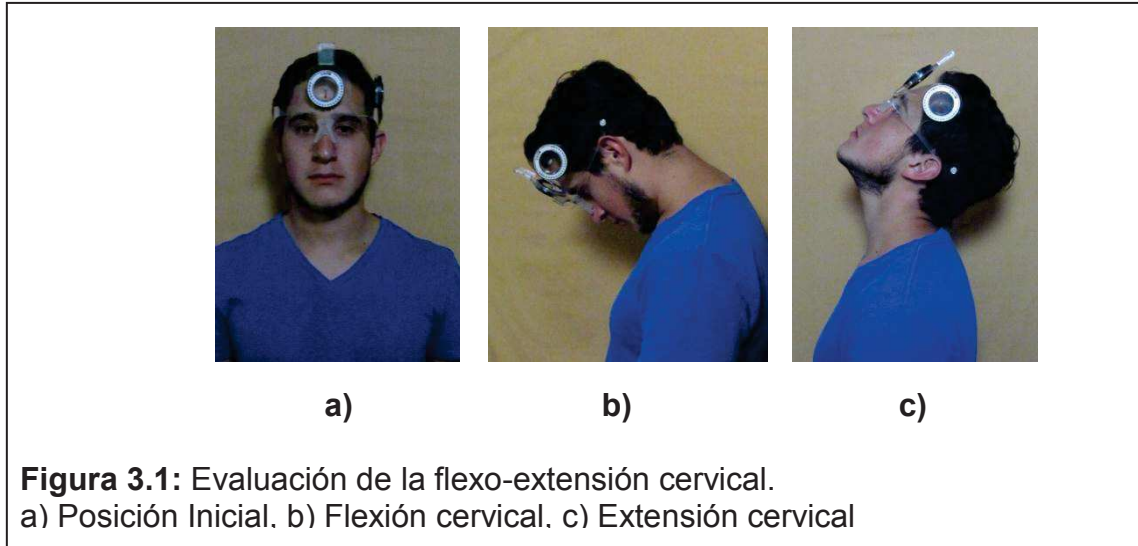 a) b) c)
Figura 3.1: Evaluación de la flexo-extensión cervical.
a) Posición Inicial, b) Flexión cervical, c) Extensión cervical